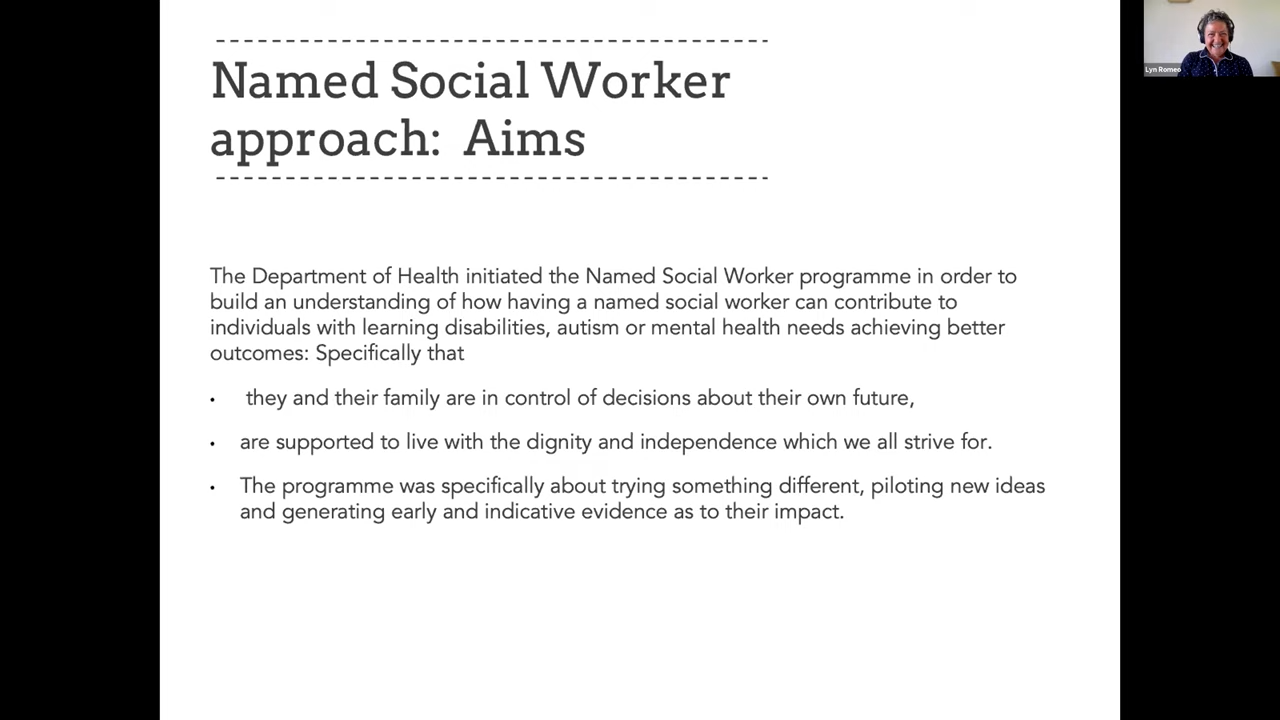 Named Social Worker
approach: Aims
The Department of Health initiated the Named Social Worker programme in order to
build an understanding of how having a named social worker can contribute to
individuals with learning disabilities, autism or mental health needs achieving better
outcomes: Specifically that
• they and their family are in control of decisions about their own future,
• are supported to live with the dignity and independence which we all strive for.
• The programme was specifically about trying something different, piloting new ideas
and generating early and indicative evidence as to their impact.
Lyn Romeo